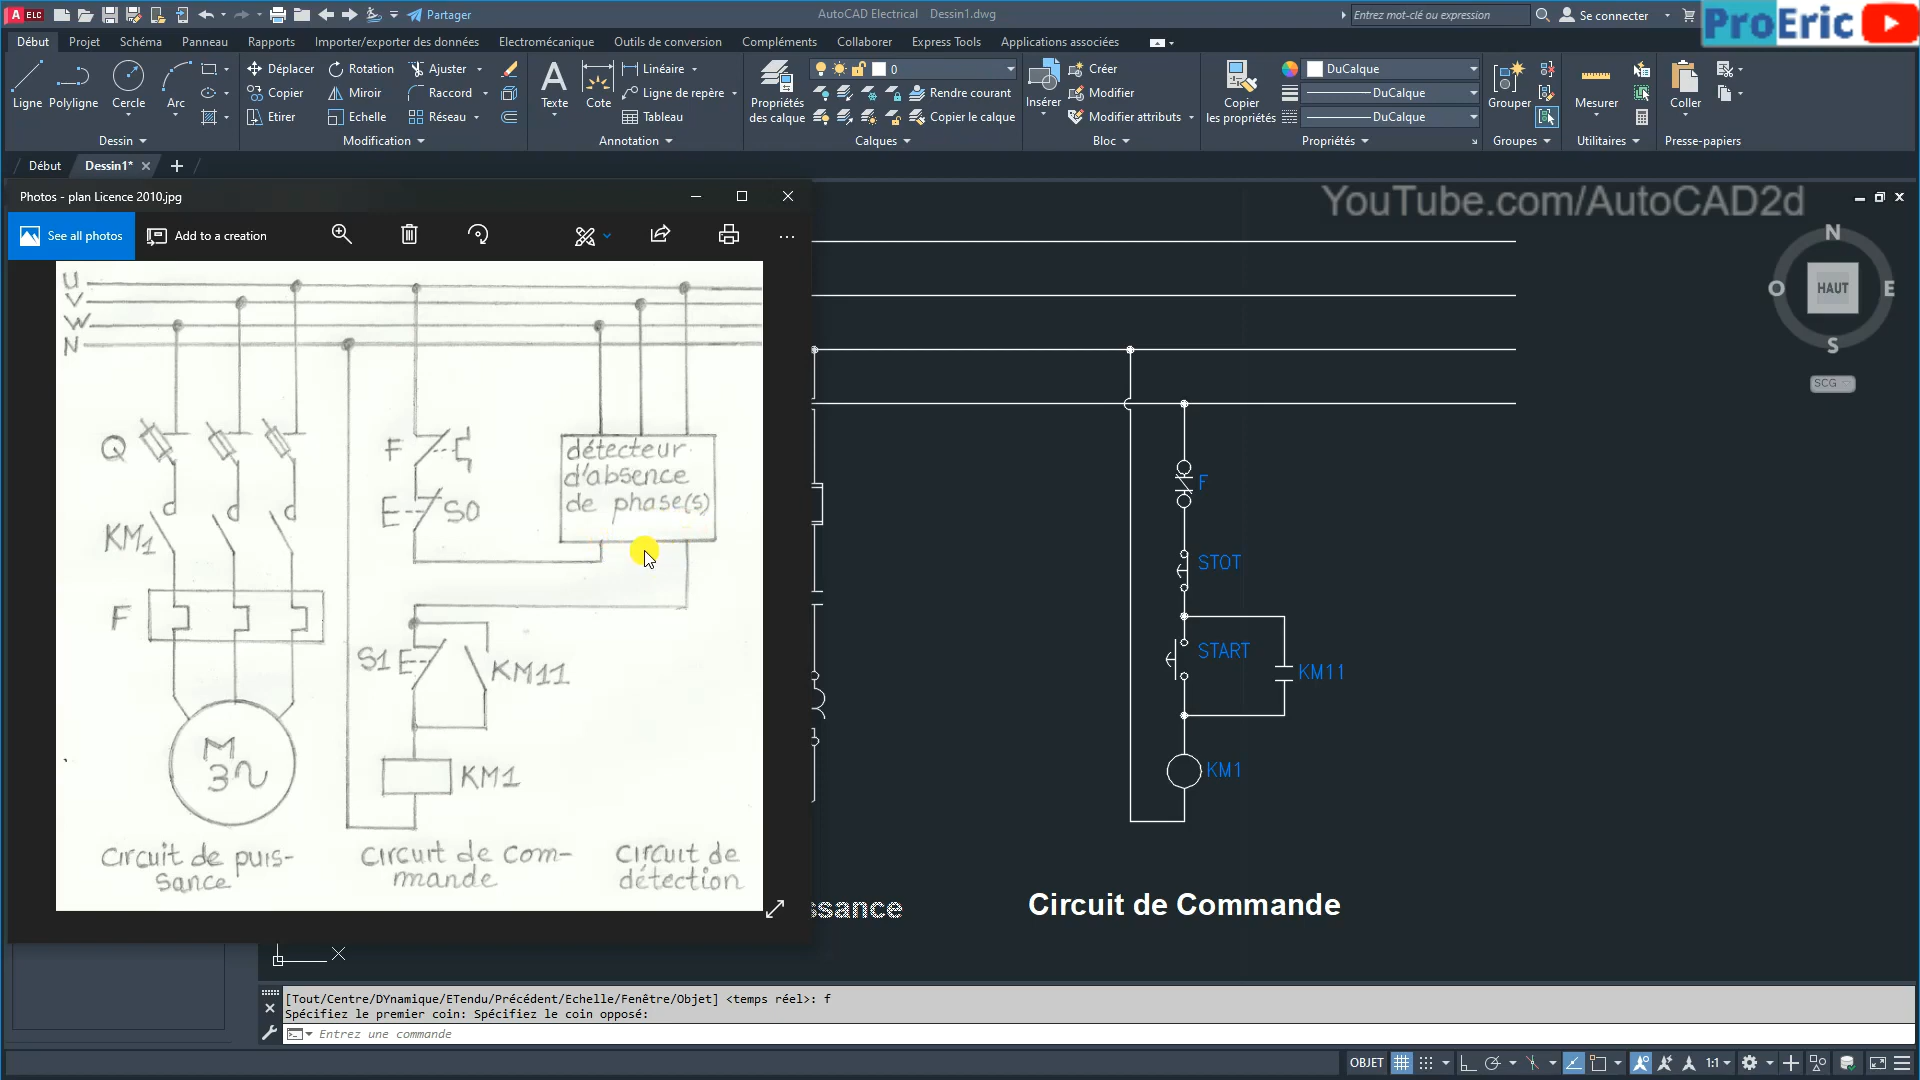 AutoCAD Electrical Dessin1.dwg
A ELC
Partager
Entrez mot-clé ou expression
Se connecter
ProEric
Début Projet Schéma Panneau Rapports Importer/exporter des données Electromécanique Outils de conversion Compléments Collaborer Express Tools Applications associées
Ligne
Polyligne
Cercle
Arc
Dessin
Déplacer
Rotation
Ajuster
Copier
Miroir
Raccord
Etirer
Echelle
Réseau
Modification
Texte
Cote
Linéaire
Ligne de repère
Tableau
Annotation
Propriétés
des calque
0
Rendre courant
Copier le calque
Calques
Insérer
Créer
Modifier
Modifier attributs
Bloc
Copier
les propriétés
DuCalque
DuCalque
DuCalque
Propriétés
Grouper
Groupes
Mesurer
Utilitaires
Coller
Presse-papiers
Début
Dessin1*
Photos - plan Licence 2010.jpg
YouTube.com/AutoCAD2d
See all photos
Add to a creation
N
O
HAUT
E
S
SCG
U
V
W
N
Q
KM1
F
M
3~
F
E
S0
détecteur
d'absence
de phase(s)
S1
E
KM11
KM1
Circuit de puis-
sance
Circuit de com-
mande
Circuit de
détection
F
STOT
START
KM11
KM1
ssance
Circuit de Commande
[Tout/Centre/DYnamique/ETendu/Précédent/Echelle/Fenêtre/Objet] <temps réel>: f
Spécifiez le premier coin: Spécifiez le coin opposé:
Entrez une commande
OBJET
1:1